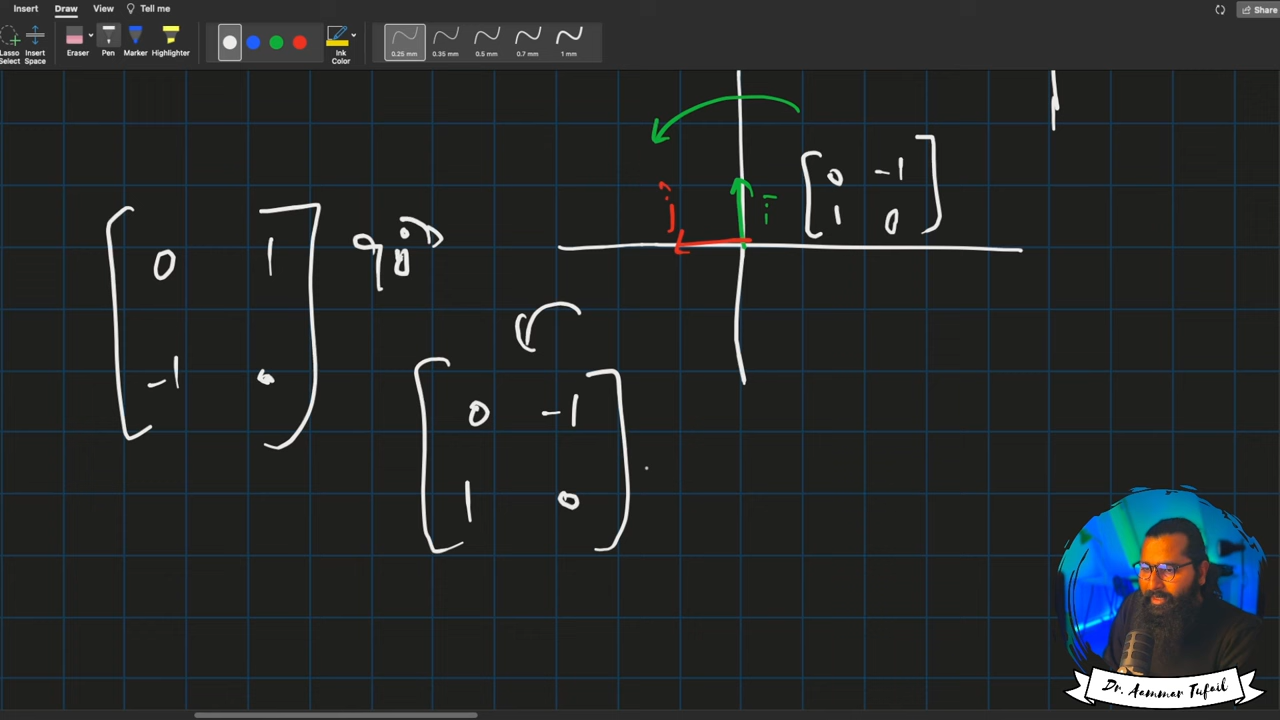 Insert Draw View Tell me
Share
Lasso Select
Insert Space
Eraser
Pen
Marker
Highlighter
Ink Color
0.25 mm
0.35 mm
0.5 mm
0.7 mm
1 mm
ĵ
i
0 -1
1 0
0 1
-1 0
90
0 -1
1 0
Dr. Aammar Tufail